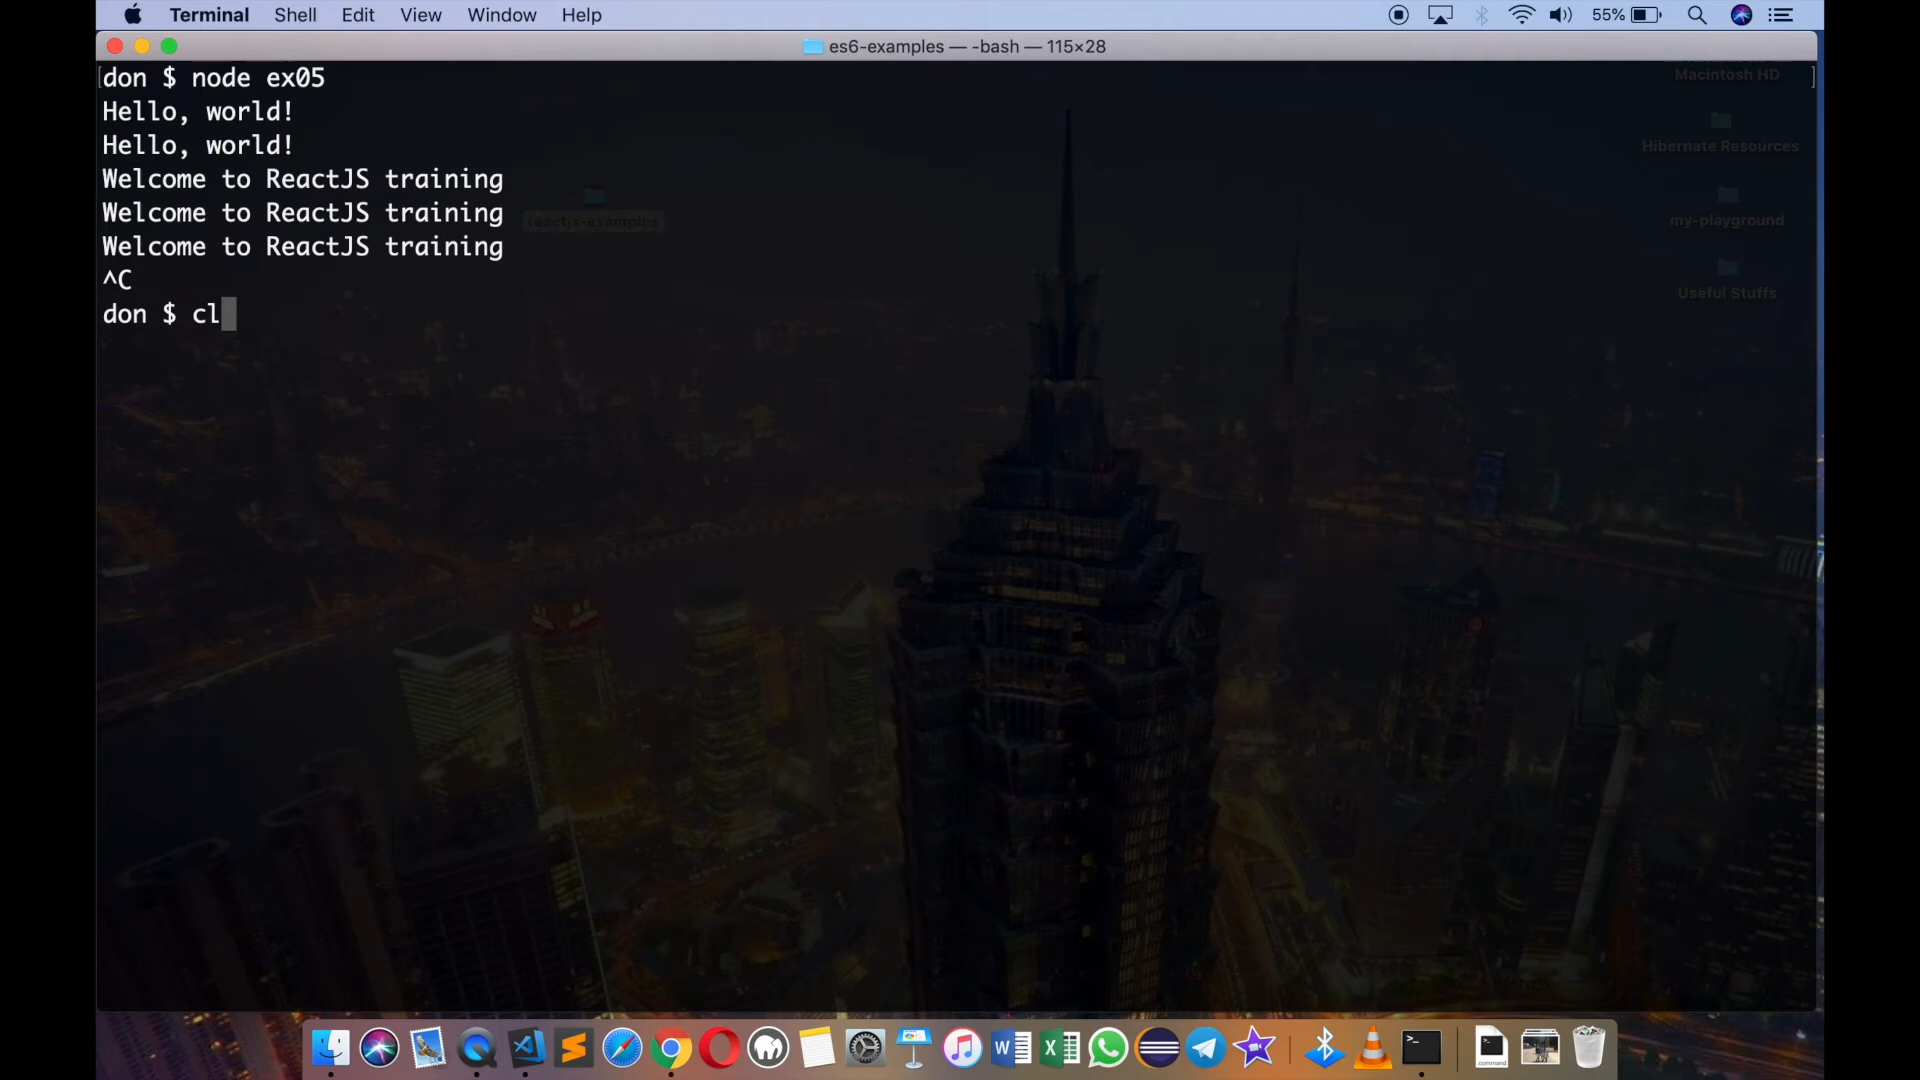 Terminal Shell Edit View Window Help 55%
es6-examples — -bash — 115×28
don $ node ex05
Hello, world!
Hello, world!
Welcome to ReactJS training
Welcome to ReactJS training
Welcome to ReactJS training
^C
don $ cl
Macintosh HD
Hibernate Resources
reactjs-examples
my-playground
Useful Stuffs